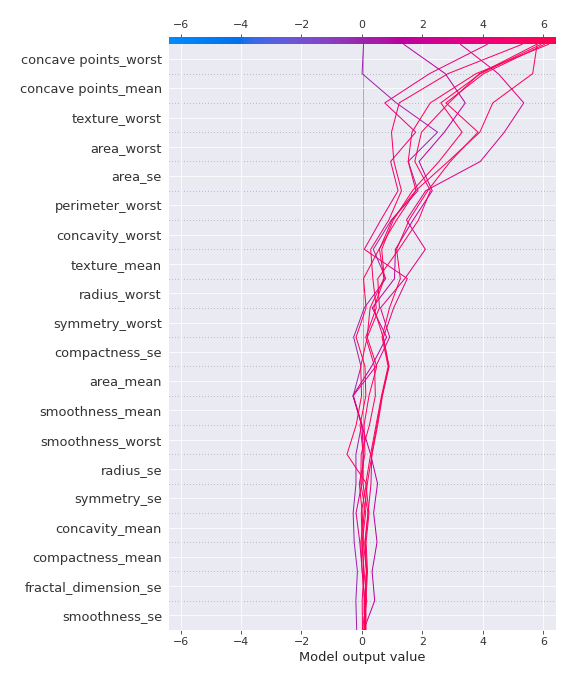 −6 −4 −2 0 2 4 6
concave points_worst
concave points_mean
texture_worst
area_worst
area_se
perimeter_worst
concavity_worst
texture_mean
radius_worst
symmetry_worst
compactness_se
area_mean
smoothness_mean
smoothness_worst
radius_se
symmetry_se
concavity_mean
compactness_mean
fractal_dimension_se
smoothness_se
−6 −4 −2 0 2 4 6
Model output value